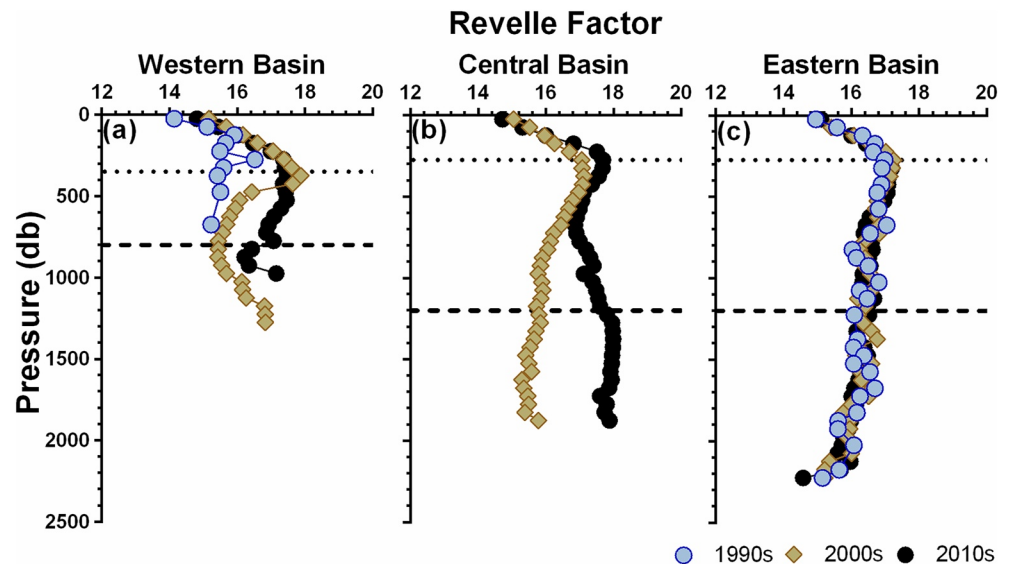 Revelle Factor
Western Basin Central Basin Eastern Basin
12 14 16 18 20 12 14 16 18 20 12 14 16 18 20
(a) (b) (c)
0
500
1000
1500
2000
2500
Pressure (db)
1990s 2000s 2010s